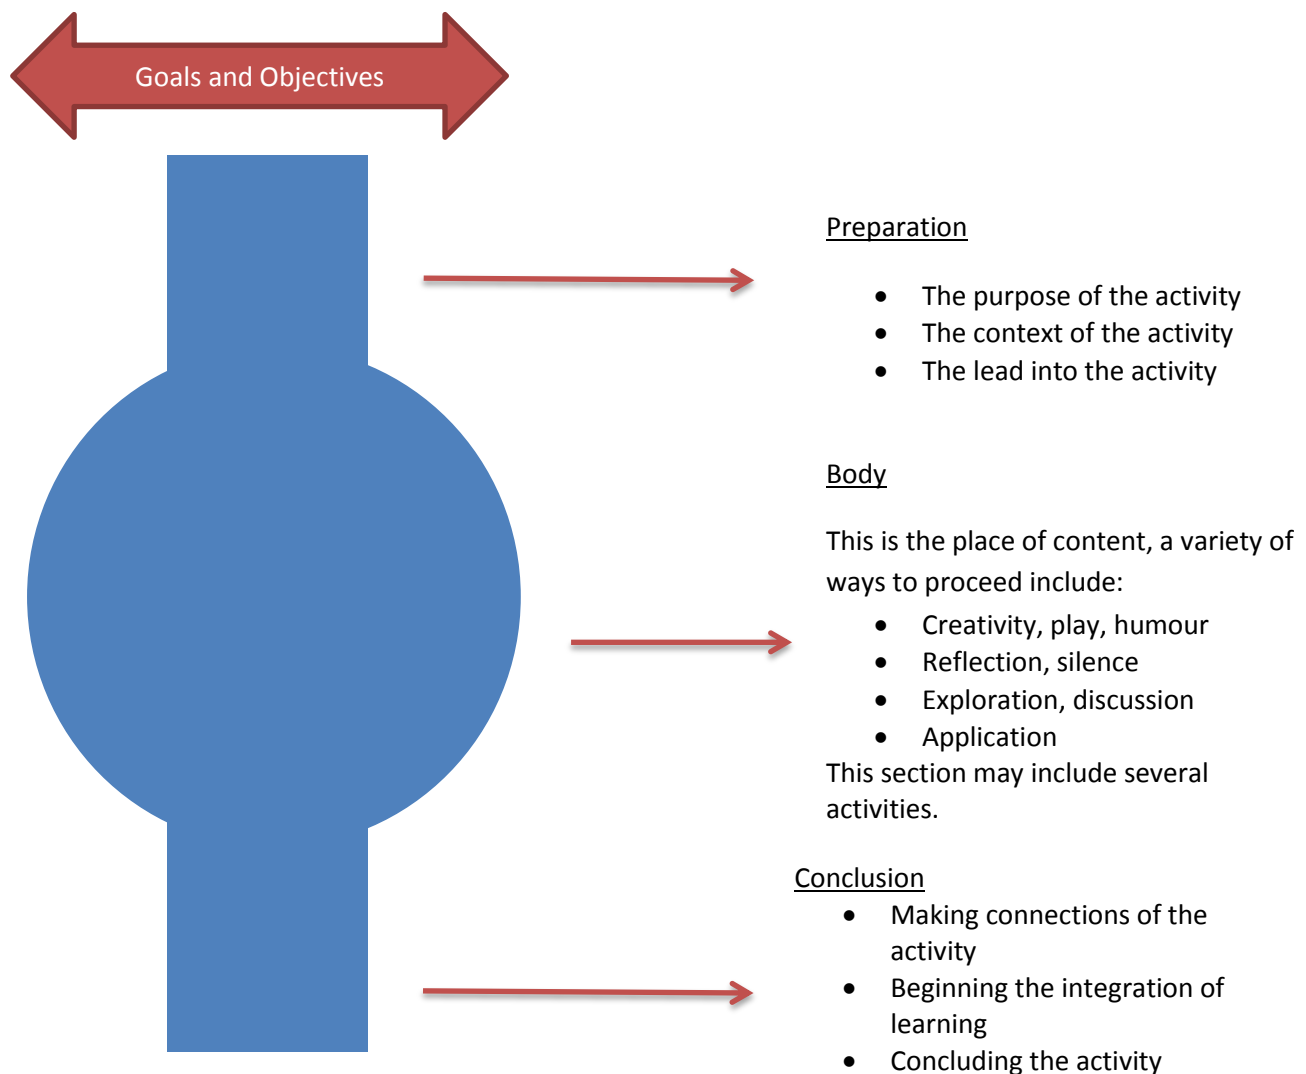 Goals and Objectives
Preparation
• The purpose of the activity
• The context of the activity
• The lead into the activity
Body
This is the place of content, a variety of
ways to proceed include:
• Creativity, play, humour
• Reflection, silence
• Exploration, discussion
• Application
This section may include several
activities.
Conclusion
• Making connections of the
activity
• Beginning the integration of
learning
• Concluding the activity